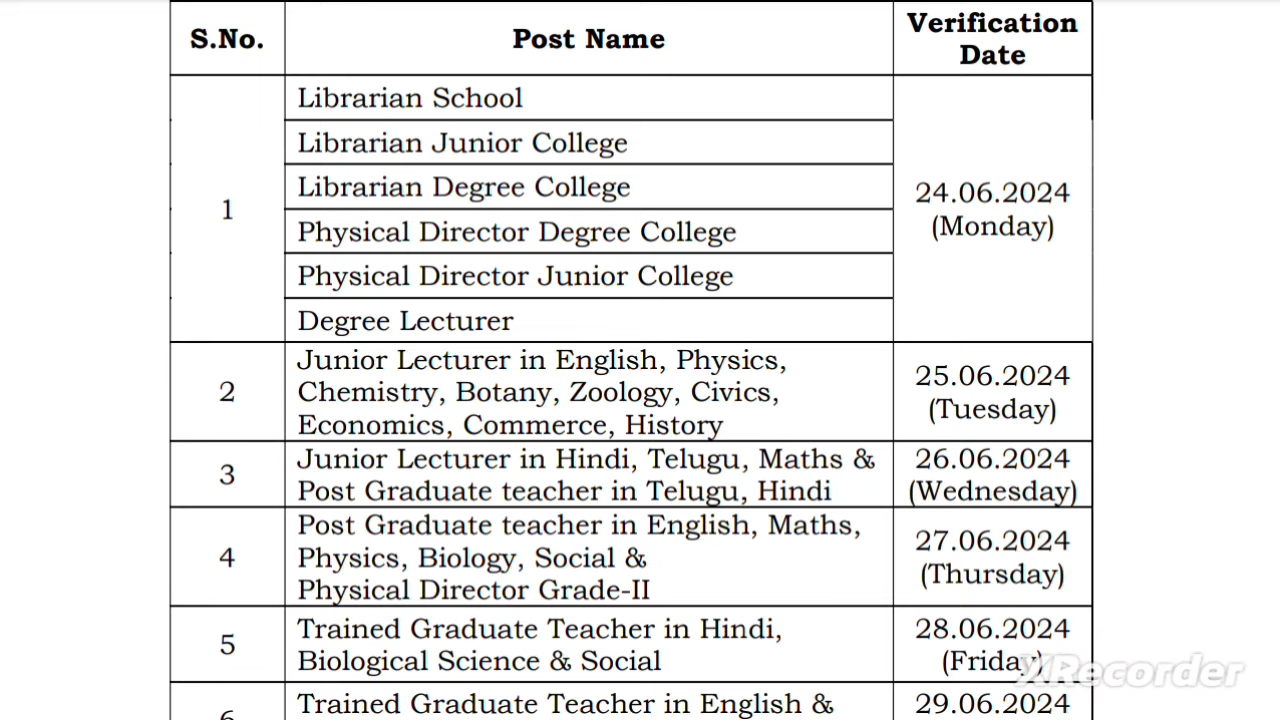 S.No.
Post Name
Verification
Date
1
Librarian School
Librarian Junior College
Librarian Degree College
Physical Director Degree College
Physical Director Junior College
Degree Lecturer
24.06.2024
(Monday)
2
Junior Lecturer in English, Physics,
Chemistry, Botany, Zoology, Civics,
Economics, Commerce, History
25.06.2024
(Tuesday)
3
Junior Lecturer in Hindi, Telugu, Maths &
Post Graduate teacher in Telugu, Hindi
26.06.2024
(Wednesday)
4
Post Graduate teacher in English, Maths,
Physics, Biology, Social &
Physical Director Grade-II
27.06.2024
(Thursday)
5
Trained Graduate Teacher in Hindi,
Biological Science & Social
28.06.2024
(Friday)
XRecorder
6
Trained Graduate Teacher in English &
29.06.2024